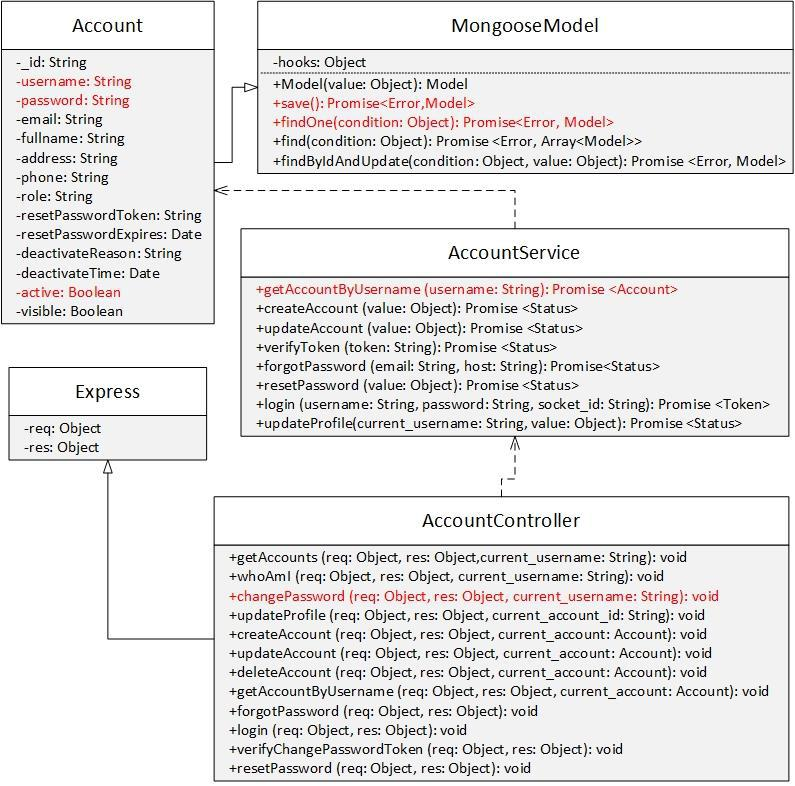 Account
-_id: String
-username: String
-password: String
-email: String
-fullname: String
-address: String
-phone: String
-role: String
-resetPasswordToken: String
-resetPasswordExpires: Date
-deactivateReason: String
-deactivateTime: Date
-active: Boolean
-visible: Boolean
MongooseModel
-hooks: Object
+Model(value: Object): Model
+save(): Promise<Error,Model>
+findOne(condition: Object): Promise<Error, Model>
+find(condition: Object): Promise <Error, Array<Model>>
+findByIdAndUpdate(condition: Object, value: Object): Promise <Error, Model>
AccountService
+getAccountByUsername (username: String): Promise <Account>
+createAccount (value: Object): Promise <Status>
+updateAccount (value: Object): Promise <Status>
+verifyToken (token: String): Promise <Status>
+forgotPassword (email: String, host: String): Promise<Status>
+resetPassword (value: Object): Promise <Status>
+login (username: String, password: String, socket_id: String): Promise <Token>
+updateProfile(current_username: String, value: Object): Promise <Status>
Express
-req: Object
-res: Object
AccountController
+getAccounts (req: Object, res: Object,current_username: String): void
+whoAmI (req: Object, res: Object, current_username: String): void
+changePassword (req: Object, res: Object, current_username: String): void
+updateProfile (req: Object, res: Object, current_account_id: String): void
+createAccount (req: Object, res: Object, current_account: Account): void
+updateAccount (req: Object, res: Object, current_account: Account): void
+deleteAccount (req: Object, res: Object, current_account: Account): void
+getAccountByUsername (req: Object, res: Object, current_account: Account): void
+forgotPassword (req: Object, res: Object): void
+login (req: Object, res: Object): void
+verifyChangePasswordToken (req: Object, res: Object): void
+resetPassword (req: Object, res: Object): void